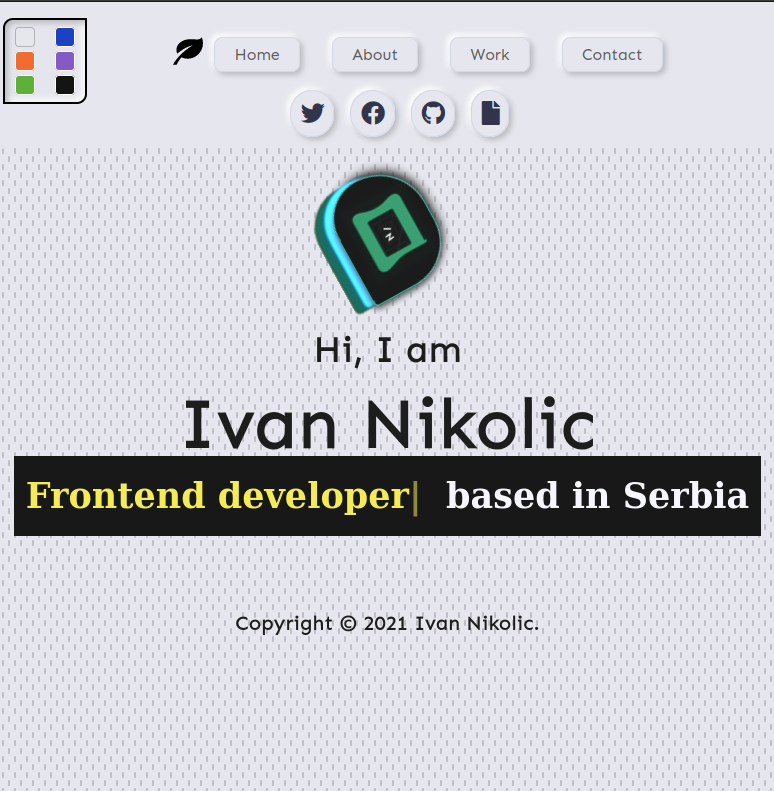 Home About Work Contact
Hi, I am
Ivan Nikolic
Frontend developer| based in Serbia
Copyright © 2021 Ivan Nikolic.